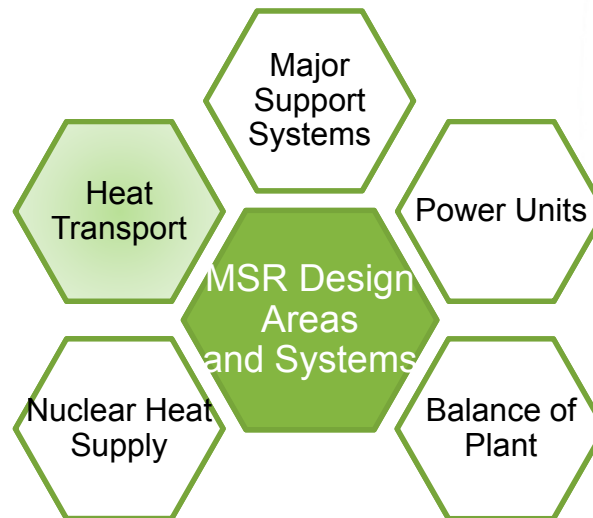 Major
Support
Systems
Heat
Transport
Power Units
MSR Design
Areas
and Systems
Nuclear Heat
Supply
Balance of
Plant